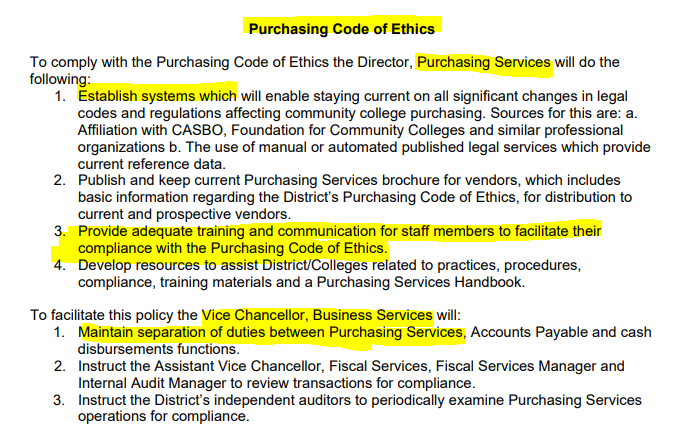 Purchasing Code of Ethics
To comply with the Purchasing Code of Ethics the Director, Purchasing Services will do the
following:
1. Establish systems which will enable staying current on all significant changes in legal
codes and regulations affecting community college purchasing. Sources for this are: a.
Affiliation with CASBO, Foundation for Community Colleges and similar professional
organizations b. The use of manual or automated published legal services which provide
current reference data.
2. Publish and keep current Purchasing Services brochure for vendors, which includes
basic information regarding the District's Purchasing Code of Ethics, for distribution to
current and prospective vendors.
3. Provide adequate training and communication for staff members to facilitate their
compliance with the Purchasing Code of Ethics.
4. Develop resources to assist District/Colleges related to practices, procedures,
compliance, training materials and a Purchasing Services Handbook.
To facilitate this policy the Vice Chancellor, Business Services will:
1. Maintain separation of duties between Purchasing Services, Accounts Payable and cash
disbursements functions.
2. Instruct the Assistant Vice Chancellor, Fiscal Services, Fiscal Services Manager and
Internal Audit Manager to review transactions for compliance.
3. Instruct the District's independent auditors to periodically examine Purchasing Services
operations for compliance.